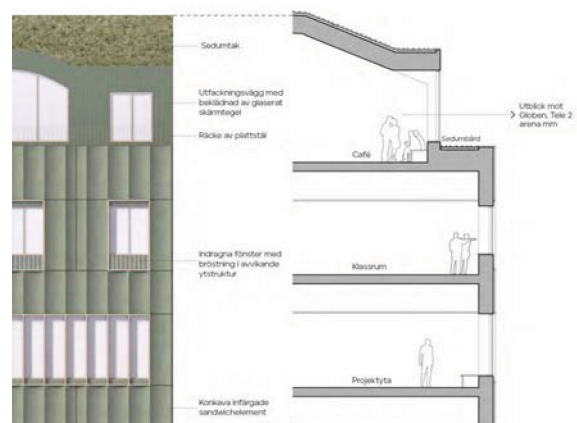 Sedumtak
Utfackningsvägg med
beklädnad av glaserat
skärmtegel
Räcke av plattstål
Indragna fönster med
bröstning i avvikande
ytstruktur
Konkava infärgade
sandwichelement
Utblick mot
Globen, Tele 2
arena mm
Sedumbård
Café
Klassrum
Projektyta